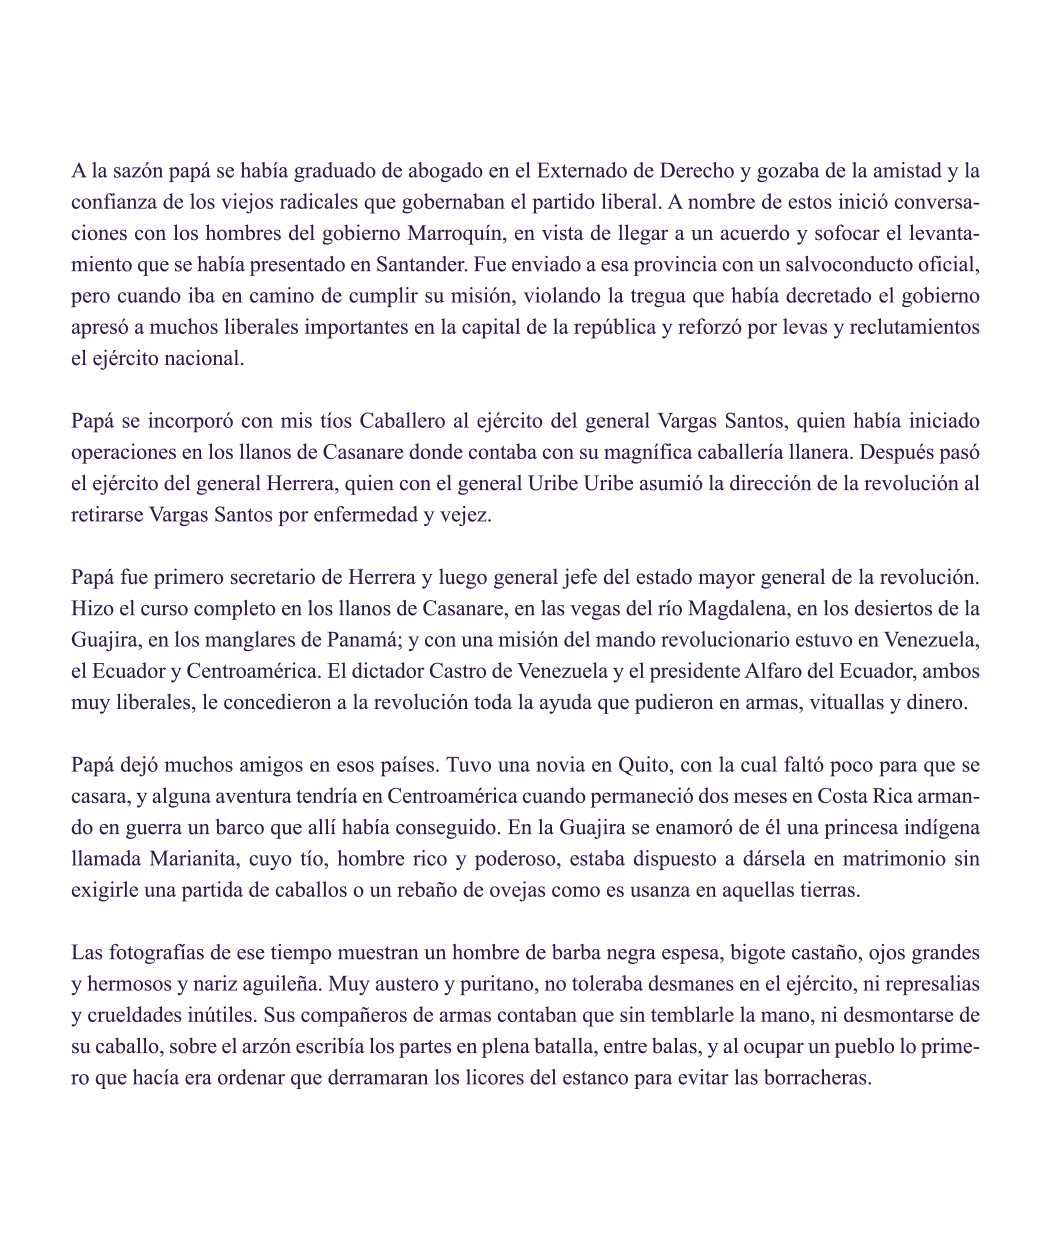 A la sazón papá se había graduado de abogado en el Externado de Derecho y gozaba de la amistad y la
confianza de los viejos radicales que gobernaban el partido liberal. A nombre de estos inició conversa-
ciones con los hombres del gobierno Marroquín, en vista de llegar a un acuerdo y sofocar el levanta-
miento que se había presentado en Santander. Fue enviado a esa provincia con un salvoconducto oficial,
pero cuando iba en camino de cumplir su misión, violando la tregua que había decretado el gobierno
apresó a muchos liberales importantes en la capital de la república y reforzó por levas y reclutamientos
el ejército nacional.

Papá se incorporó con mis tíos Caballero al ejército del general Vargas Santos, quien había iniciado
operaciones en los llanos de Casanare donde contaba con su magnífica caballería llanera. Después pasó
el ejército del general Herrera, quien con el general Uribe Uribe asumió la dirección de la revolución al
retirarse Vargas Santos por enfermedad y vejez.

Papá fue primero secretario de Herrera y luego general jefe del estado mayor general de la revolución.
Hizo el curso completo en los llanos de Casanare, en las vegas del río Magdalena, en los desiertos de la
Guajira, en los manglares de Panamá; y con una misión del mando revolucionario estuvo en Venezuela,
el Ecuador y Centroamérica. El dictador Castro de Venezuela y el presidente Alfaro del Ecuador, ambos
muy liberales, le concedieron a la revolución toda la ayuda que pudieron en armas, vituallas y dinero.

Papá dejó muchos amigos en esos países. Tuvo una novia en Quito, con la cual faltó poco para que se
casara, y alguna aventura tendría en Centroamérica cuando permaneció dos meses en Costa Rica arman-
do en guerra un barco que allí había conseguido. En la Guajira se enamoró de él una princesa indígena
llamada Marianita, cuyo tío, hombre rico y poderoso, estaba dispuesto a dársela en matrimonio sin
exigirle una partida de caballos o un rebaño de ovejas como es usanza en aquellas tierras.

Las fotografías de ese tiempo muestran un hombre de barba negra espesa, bigote castaño, ojos grandes
y hermosos y nariz aguileña. Muy austero y puritano, no toleraba desmanes en el ejército, ni represalias
y crueldades inútiles. Sus compañeros de armas contaban que sin temblarle la mano, ni desmontarse de
su caballo, sobre el arzón escribía los partes en plena batalla, entre balas, y al ocupar un pueblo lo prime-
ro que hacía era ordenar que derramaran los licores del estanco para evitar las borracheras.